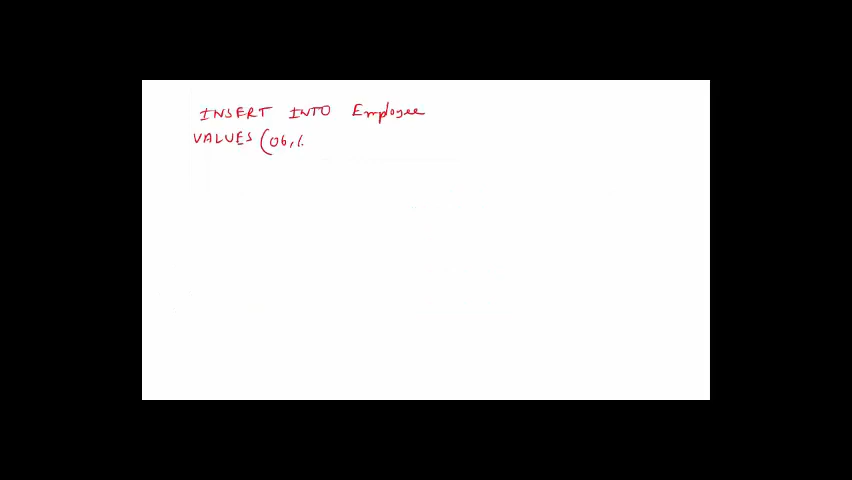 INSERT INTO Employee
VALUES (06,